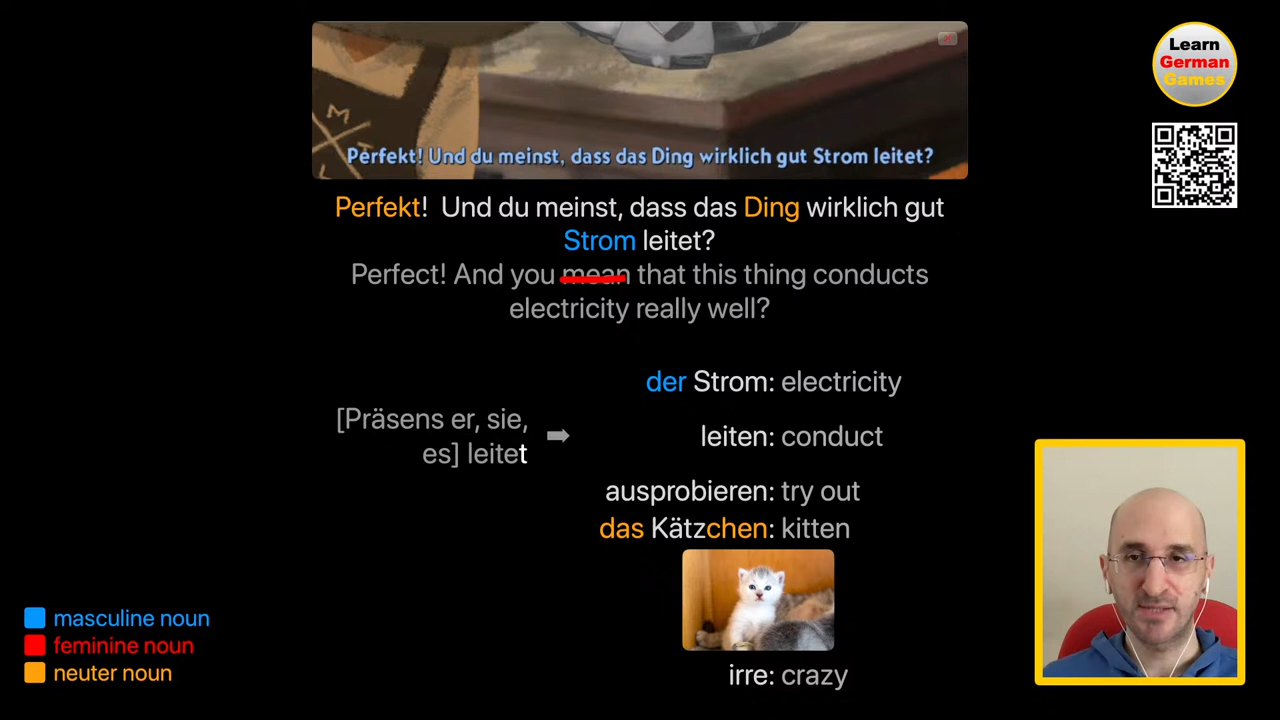 Learn
German
Games
M
Perfekt! Und du meinst, dass das Ding wirklich gut Strom leitet?
Perfekt! Und du meinst, dass das Ding wirklich gut
Strom leitet?
Perfect! And you mean that this thing conducts
electricity really well?
der Strom: electricity
[Präsens er, sie,
es] leitet
leiten: conduct
ausprobieren: try out
das Kätzchen: kitten
irre: crazy
masculine noun
feminine noun
neuter noun